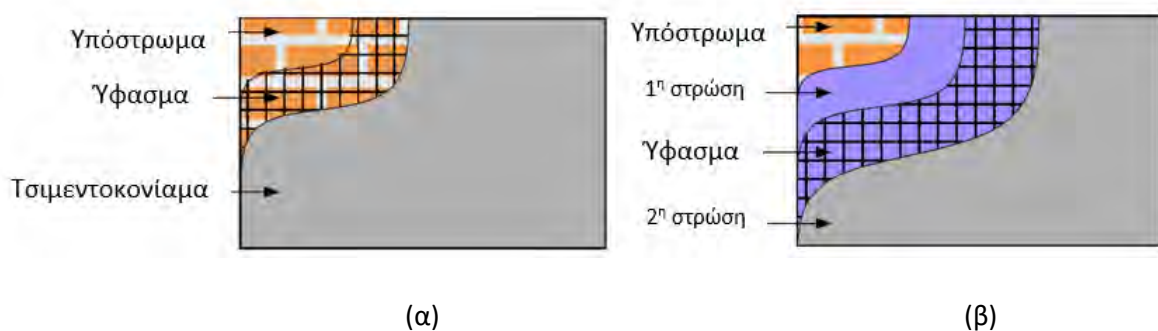 Υπόστρωμα
Ύφασμα
Τσιμεντοκονίαμα
(α)
Υπόστρωμα
1η στρώση
Ύφασμα
2η στρώση
(β)